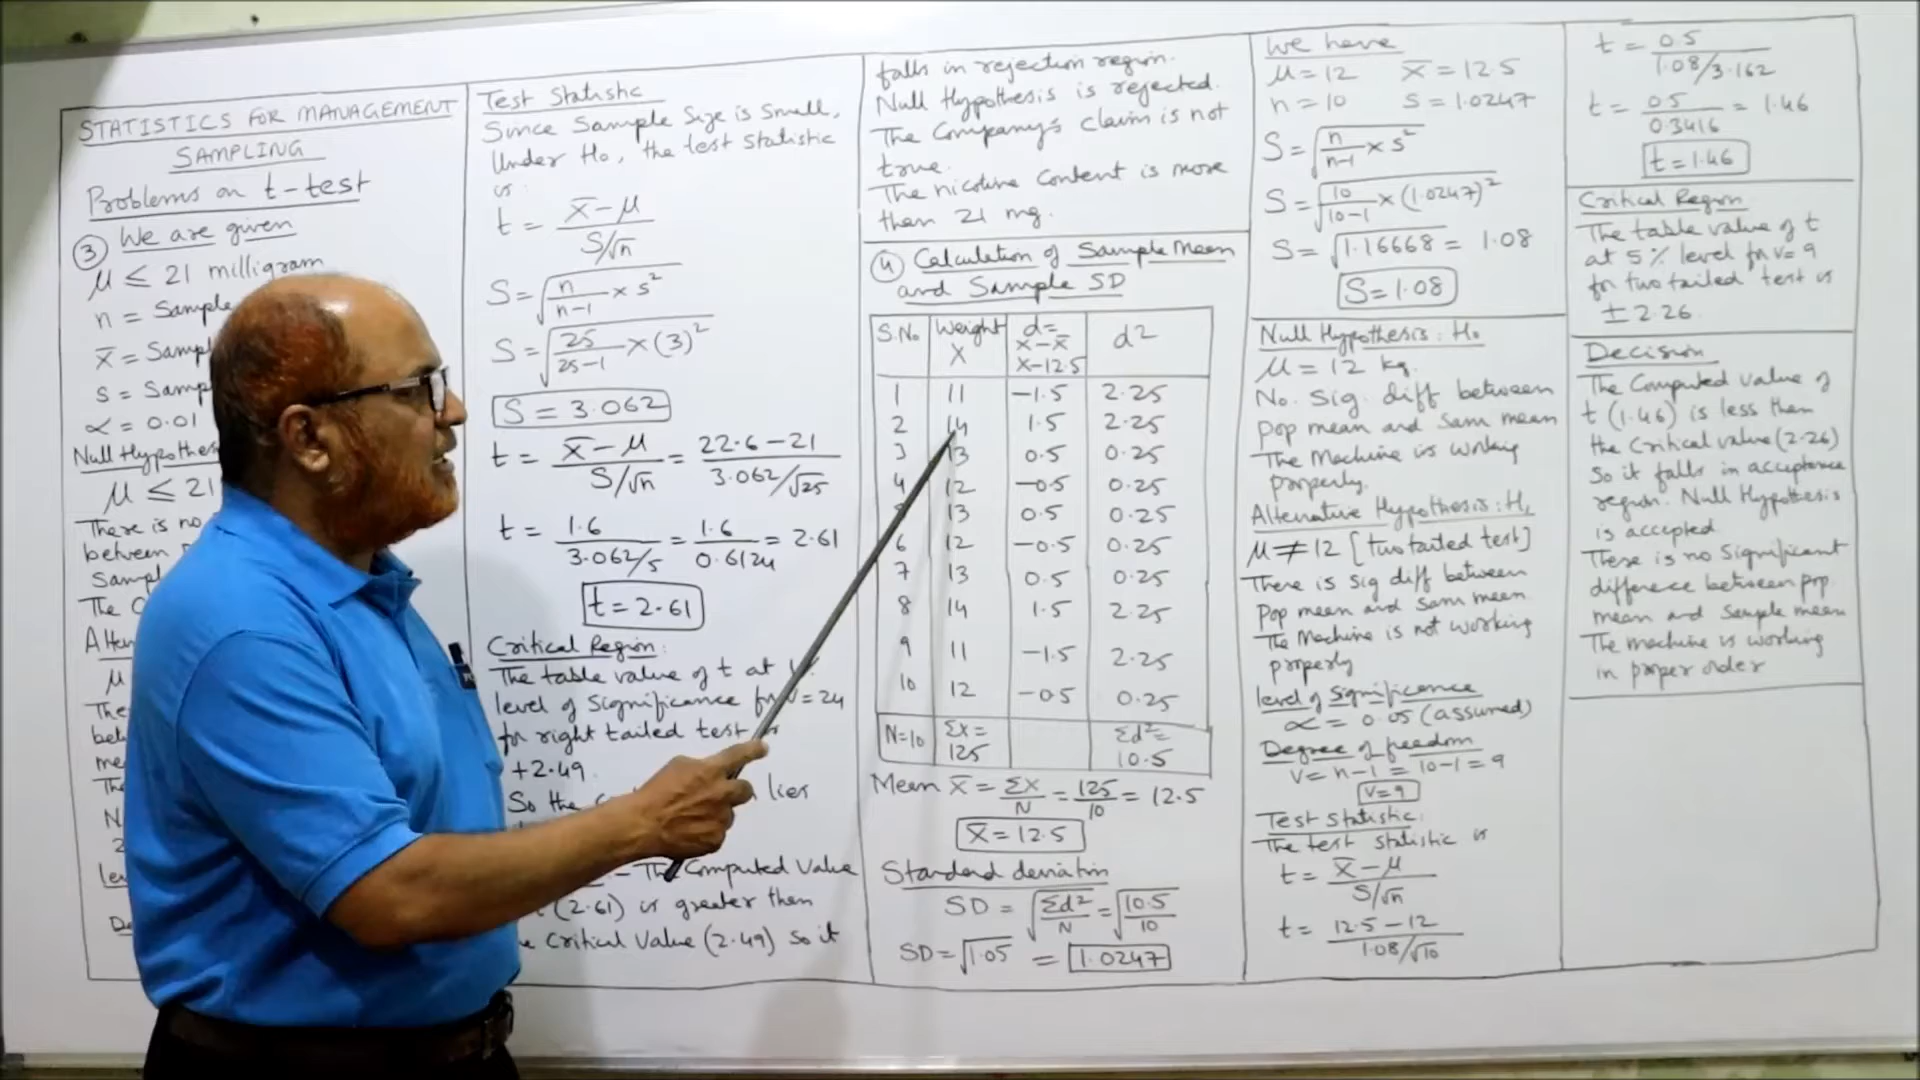 STATISTICS FOR MANAGEMENT
SAMPLING
Problems on t-test
③ We are given
μ ≤ 21 milligram
n = Sample
x̄ = Samp
s = Samp
α = 0.01
Null Hypothes
μ ≤ 21
There is no
between
Sampl
The
Alter
μ
The
bet
me
The
N
2
Lev
De
Test Statistic
Since Sample Size is Small,
Under H₀, the test statistic
is:
t = x̄-μ / S/√n
S = √(n/n-1 × s²)
S = √(25/25-1 × (3)²)
S = 3.062
t = x̄-μ / S/√n = 22.6-21 / 3.062/√25
t = 1.6 / 3.062/5 = 1.6 / 0.6124 = 2.61
t = 2.61
Critical Region:
The table value of t at
level of significance for V=24
for right tailed test
+2.49.
So the lies
- The Computed Value
(2.61) is greater then
Critical Value (2.49) so it
falls in rejection region.
Null Hypothesis is rejected.
The Company's claim is not
true.
The nicotine content is more
then 21 mg.
④ Calculation of Sample Mean
and Sample SD
S.No Weight X d= x-x̄ x-12.5 d2
1 11 -1.5 2.25
2 14 1.5 2.25
3 13 0.5 0.25
4 12 -0.5 0.25
13 0.5 0.25
6 12 -0.5 0.25
7 13 0.5 0.25
8 14 1.5 2.25
9 11 -1.5 2.25
10 12 -0.5 0.25
N=10 Σx= 125 Σd²= 10.5
Mean x̄ = Σx/N = 125/10 = 12.5
x̄ = 12.5
Standard deviation
SD = √(Σd²/N) = √(10.5/10)
SD = √1.05 = 1.0247
We have
μ = 12 x̄ = 12.5
n = 10 s = 1.0247
S = √(n/n-1 × s²)
S = √(10/10-1 × (1.0247)²)
S = √1.16668 = 1.08
S = 1.08
Null Hypothesis: H₀
μ = 12 kg.
No. Sig. diff between
pop mean and sam mean
The Machine is working
properly.
Alternative Hypothesis: H₁
μ ≠ 12 [two tailed test]
There is sig diff between
Pop mean and sam mean
The Machine is not working
properly
level of significance
α = 0.05 (assumed)
Degree of freedom
V = n-1 = 10-1 = 9
V=9
Test statistic:
The test statistic is
t = x̄-μ / S/√n
t = 12.5-12 / 1.08/√10
t = 0.5 / 1.08/3.162
t = 0.5 / 0.3416 = 1.46
t = 1.46
Critical Region
The table value of t
at 5% level for V= 9
for two tailed test is
± 2.26.
Decision
The Computed value of
t (1.46) is less then
the Critical value (2.26)
So it falls in acceptance
region. Null Hypothesis
is accepted
There is no significant
difference between pop.
mean and sample mean
The machine is working
in proper order